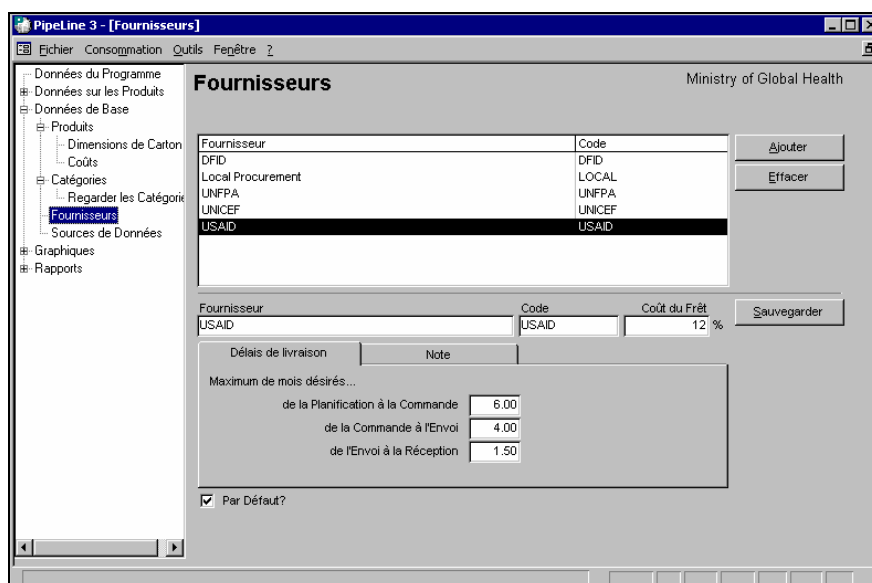 PipeLine 3 - [Fournisseurs]
Fichier Consommation Outils Fenêtre ?
Données du Programme
Données sur les Produits
Données de Base
Produits
Dimensions de Carton
Coûts
Catégories
Regarder les Catégorie
Fournisseurs
Sources de Données
Graphiques
Rapports
Fournisseurs
Ministry of Global Health
Fournisseur Code
DFID DFID
Local Procurement LOCAL
UNFPA UNFPA
UNICEF UNICEF
USAID USAID
Ajouter
Effacer
Fournisseur Code Coût du Frêt
USAID USAID 12 %
Sauvegarder
Délais de livraison Note
Maximum de mois désirés...
de la Planification à la Commande 6.00
de la Commande à l'Envoi 4.00
de l'Envoi à la Réception 1.50
Par Défaut?